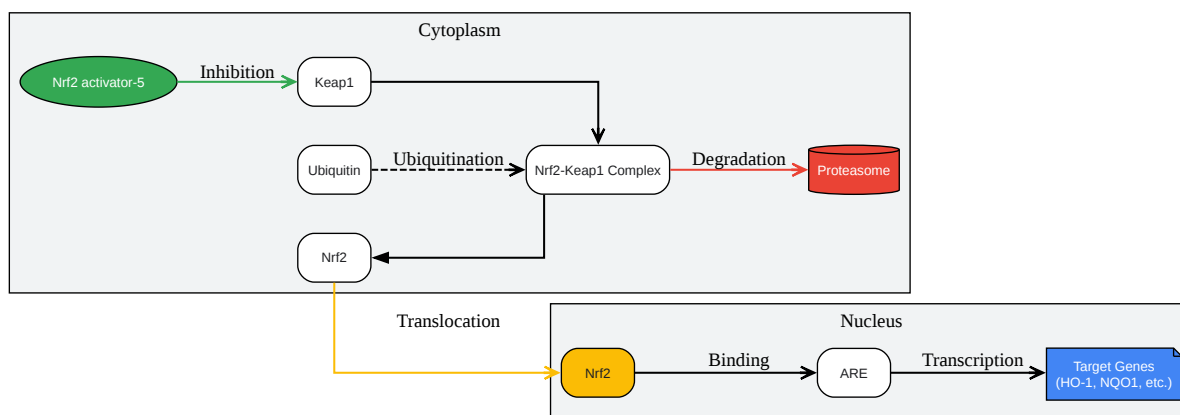 Cytoplasm
Nrf2 activator-5
Inhibition
Keap1
Ubiquitin
Ubiquitination
Nrf2-Keap1 Complex
Degradation
Proteasome
Nrf2
Translocation
Nucleus
Nrf2
Binding
ARE
Transcription
Target Genes
(HO-1, NQO1, etc.)